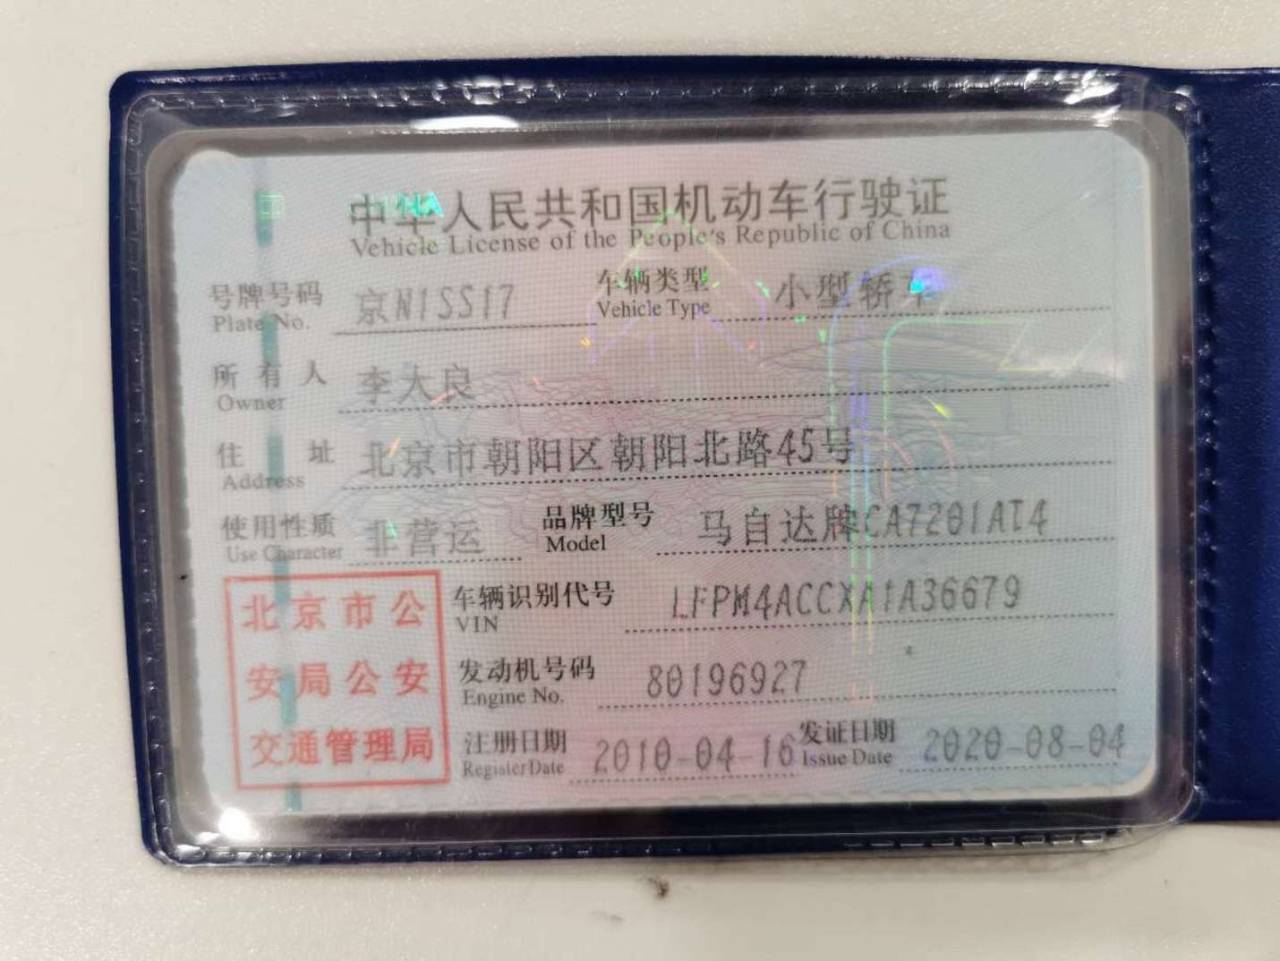 中华人民共和国机动车行驶证
Vehicle License of the People's Republic of China
号牌号码 京N1SS17 车辆类型 小型轿车
Plate No. Vehicle Type
所有人 李大良
Owner
住址 北京市朝阳区朝阳北路45号
Address
使用性质 非营运 品牌型号 马自达牌CA7201AT4
Use Character Model
北京市公
安局公安
交通管理局
车辆识别代号 LFPM4ACCXA1A36679
VIN
发动机号码 80196927
Engine No.
注册日期 2010-04-16 发证日期 2020-08-04
Register Date Issue Date